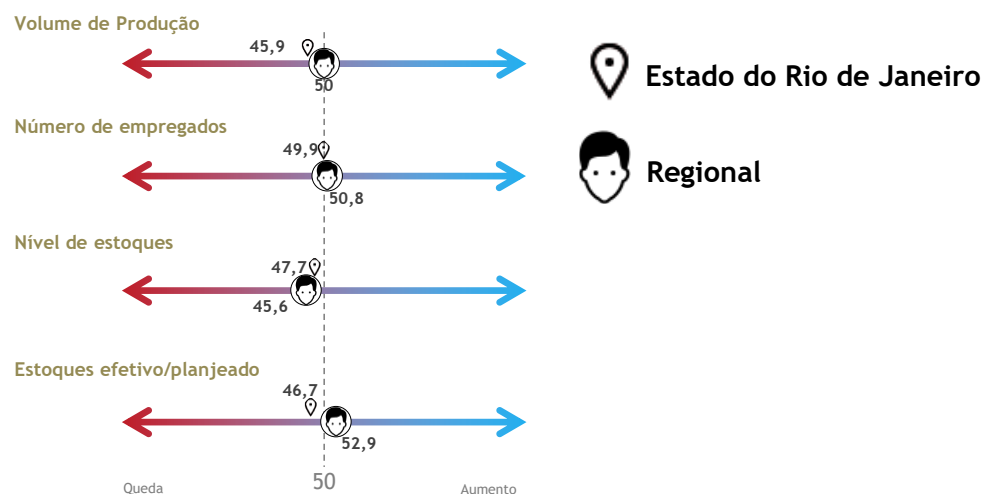 Volume de Produção
45,9
50
Estado do Rio de Janeiro
Número de empregados
49,9
50,8
Regional
Nível de estoques
47,7
45,6
Estoques efetivo/planjeado
46,7
52,9
Queda
50
Aumento